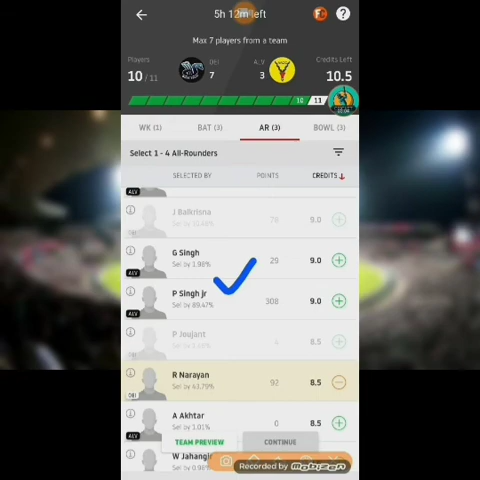 5h 12m left
Max 7 players from a team
Players
10 / 11
DEI
7
ALV
3
Credits Left
10.5
10
11
WK (1)
BAT (3)
AR (3)
BOWL (3)
Select 1 - 4 All-Rounders
SELECTED BY
POINTS
CREDITS
ALV
J Balkrisna
9.0
G Singh
Sel by 1.98%
29
9.0
ALV
P Singh jr
Sel by 89.47%
308
9.0
ALV
P Joujant
4
8.5
R Narayan
Sel by 43.79%
92
8.5
DEI
A Akhtar
Sel by 1.01%
0
8.5
ALV
TEAM PREVIEW
CONTINUE
W Jahangir
Recorded by mobizen